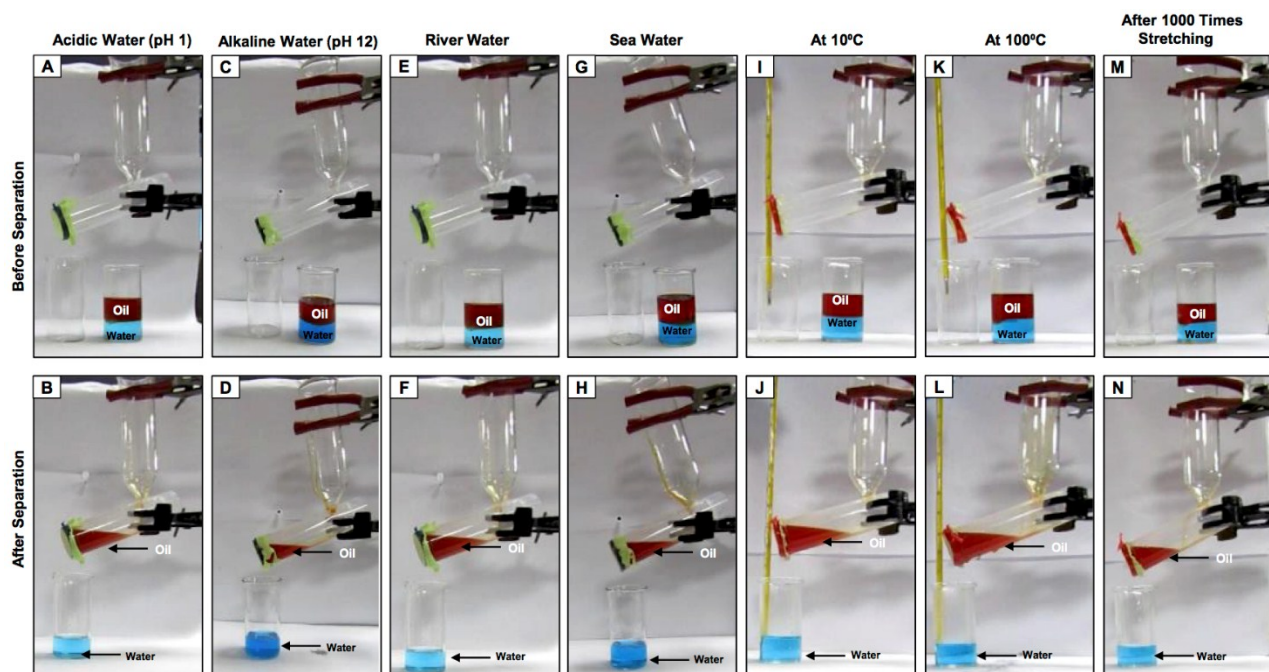 Acidic Water (pH 1)
Alkaline Water (pH 12)
River Water
Sea Water
At 10ºC
At 100ºC
After 1000 Times
Stretching
Before Separation
A
C
E
G
I
K
M
Oil
Water
Oil
Water
Oil
Water
Oil
Water
Oil
Water
Oil
Water
Oil
Water
After Separation
B
D
F
H
J
L
N
Oil
Water
Oil
Water
Oil
Water
Oil
Water
Oil
Water
Oil
Water
Oil
Water